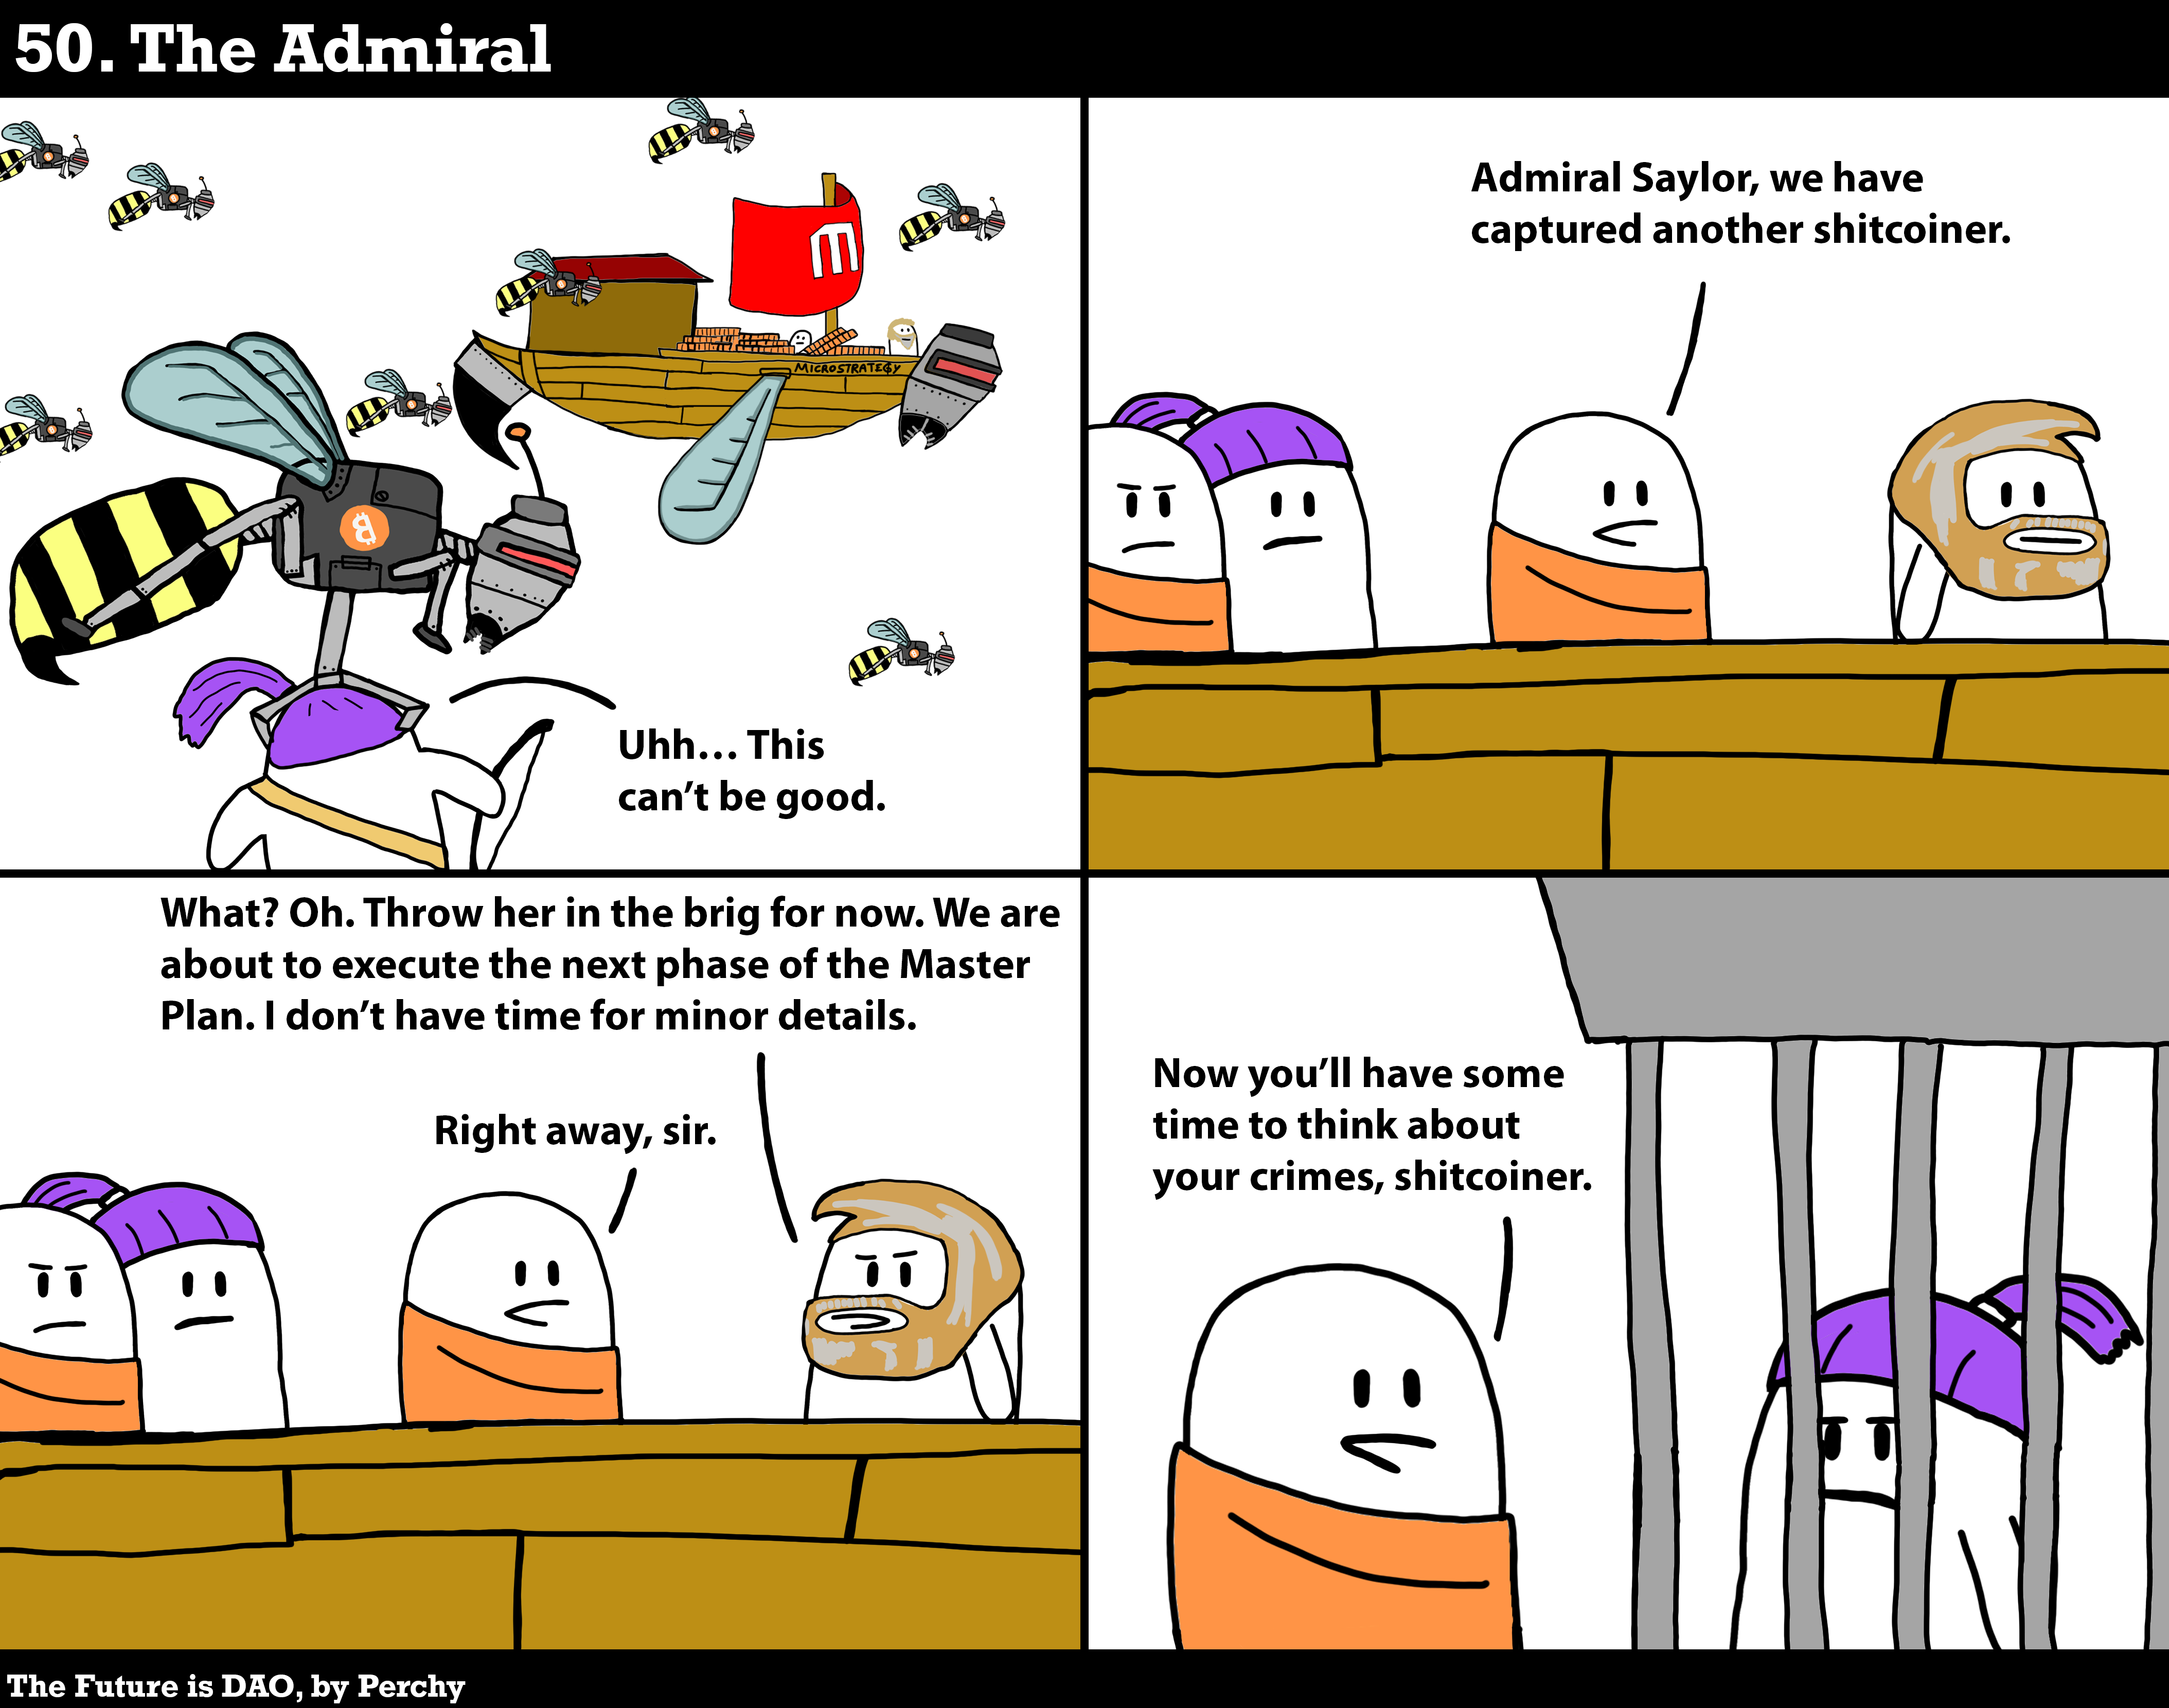 50. The Admiral
MICROSTRATEGY
Uhh... This
can't be good.
Admiral Saylor, we have
captured another shitcoiner.
What? Oh. Throw her in the brig for now. We are
about to execute the next phase of the Master
Plan. I don't have time for minor details.
Right away, sir.
Now you'll have some
time to think about
your crimes, shitcoiner.
The Future is DAO, by Perchy